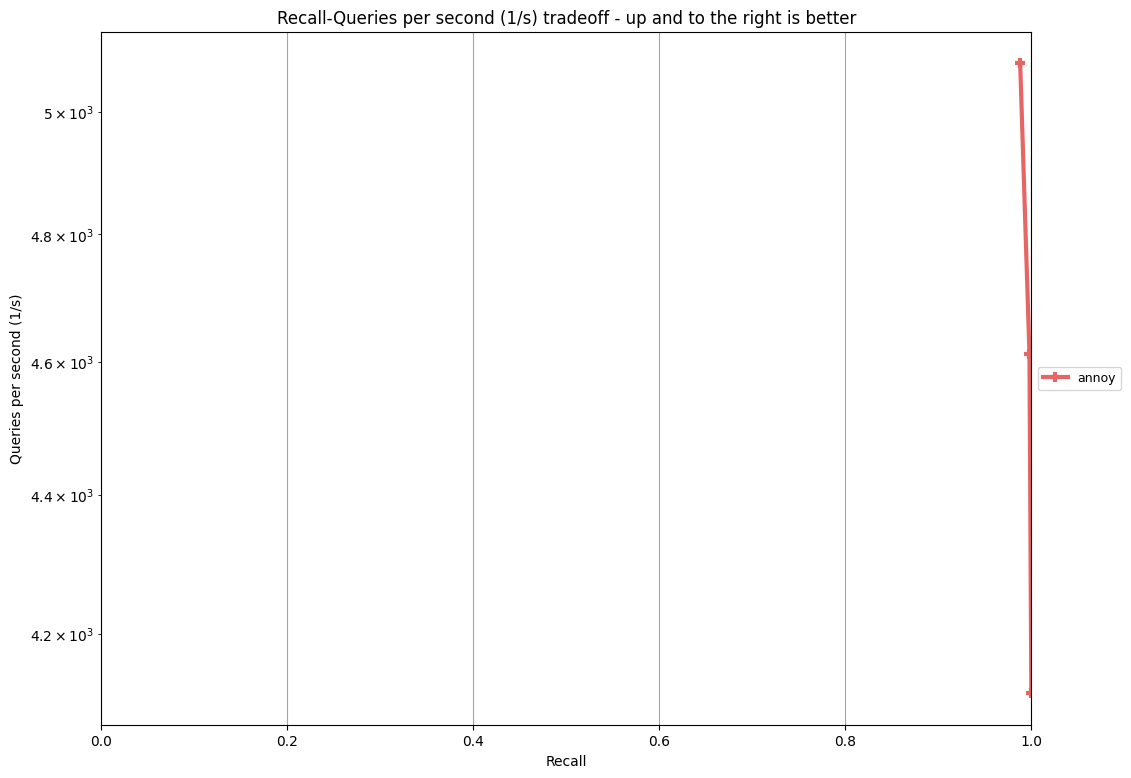 Recall-Queries per second (1/s) tradeoff - up and to the right is better
5 × 10³
4.8 × 10³
4.6 × 10³
4.4 × 10³
4.2 × 10³
Queries per second (1/s)
annoy
0.0 0.2 0.4 0.6 0.8 1.0
Recall